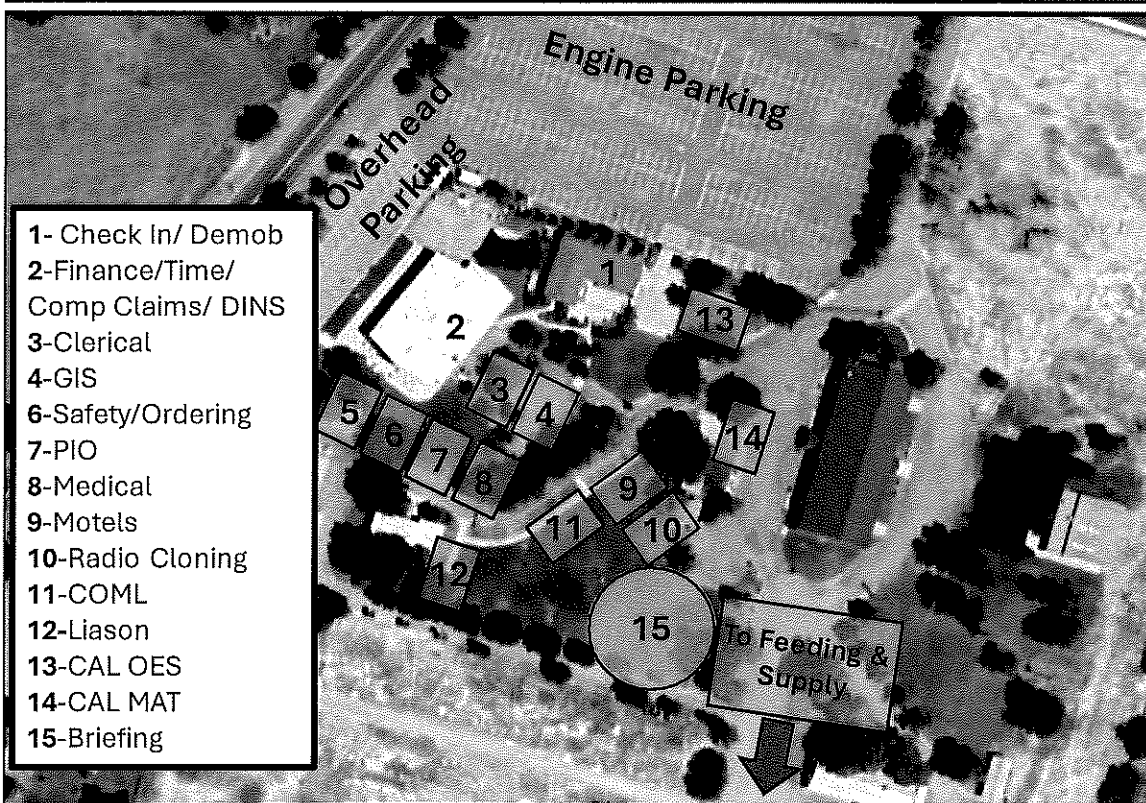 Engine Parking
Overhead
Parking
1- Check In/ Demob
2-Finance/Time/
Comp Claims/ DINS
3-Clerical
4-GIS
6-Safety/Ordering
7-PIO
8-Medical
9-Motels
10-Radio Cloning
11-COML
12-Liason
13-CAL OES
14-CAL MAT
15-Briefing
1
13
2
3
4
5
6
7
8
14
9
10
11
12
15
To Feeding &
Supply